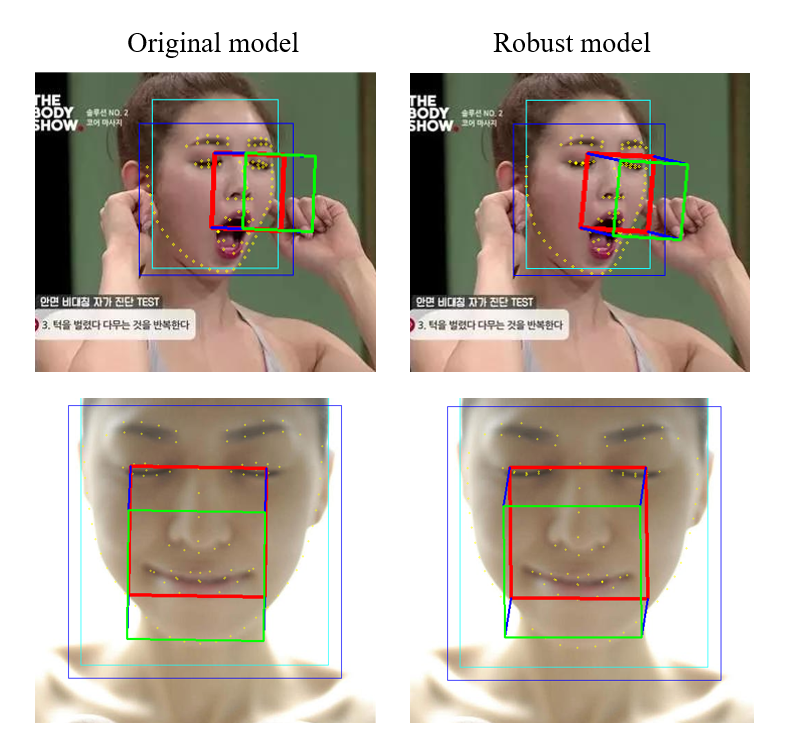 Original model
Robust model
THE
BODY
SHOW.
솔루션 NO. 2
코어 마사지
안면 비대칭 자가 진단 TEST
3. 턱을 벌렸다 다무는 것을 반복한다
THE
BODY
SHOW.
솔루션 NO. 2
코어 마사지
안면 비대칭 자가 진단 TEST
3. 턱을 벌렸다 다무는 것을 반복한다